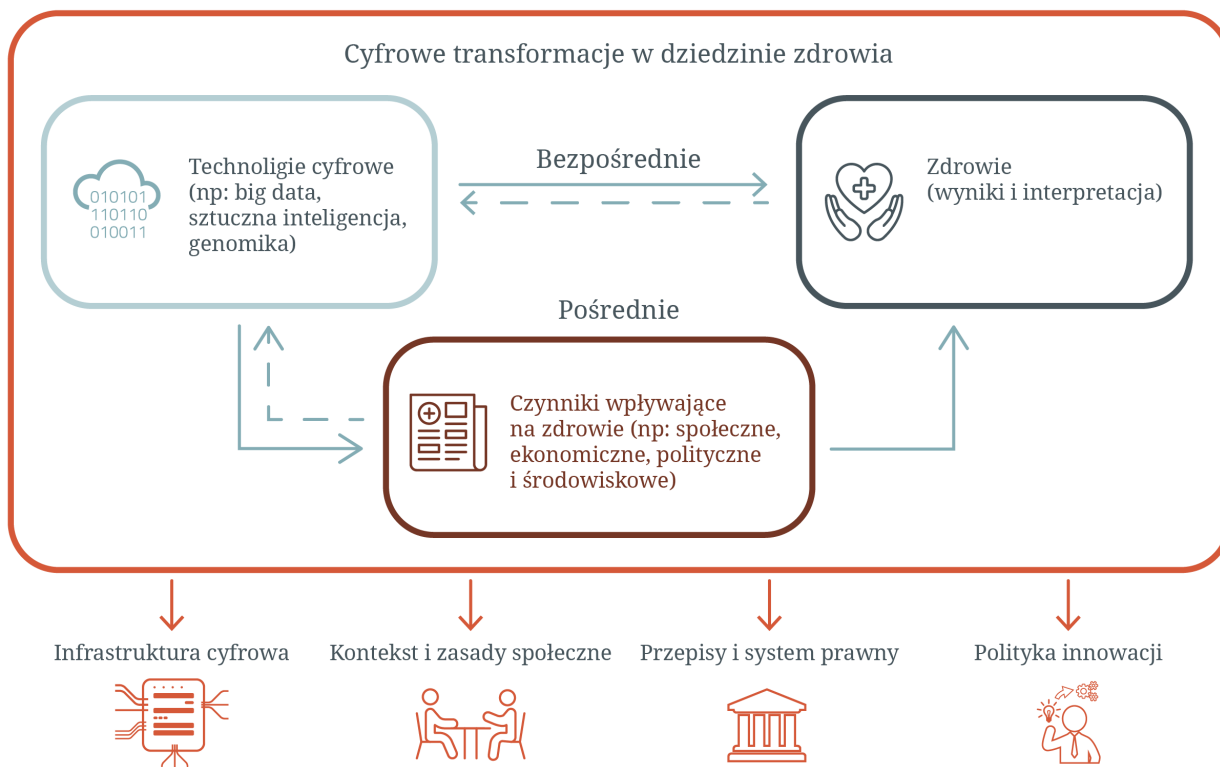 Cyfrowe transformacje w dziedzinie zdrowia
Technoligie cyfrowe
(np: big data,
sztuczna inteligencja,
genomika)
010101
110110
010011
Bezpośrednie
Zdrowie
(wyniki i interpretacja)
Pośrednie
Czynniki wpływające
na zdrowie (np: społeczne,
ekonomiczne, polityczne
i środowiskowe)
Infrastruktura cyfrowa
Kontekst i zasady społeczne
Przepisy i system prawny
Polityka innowacji